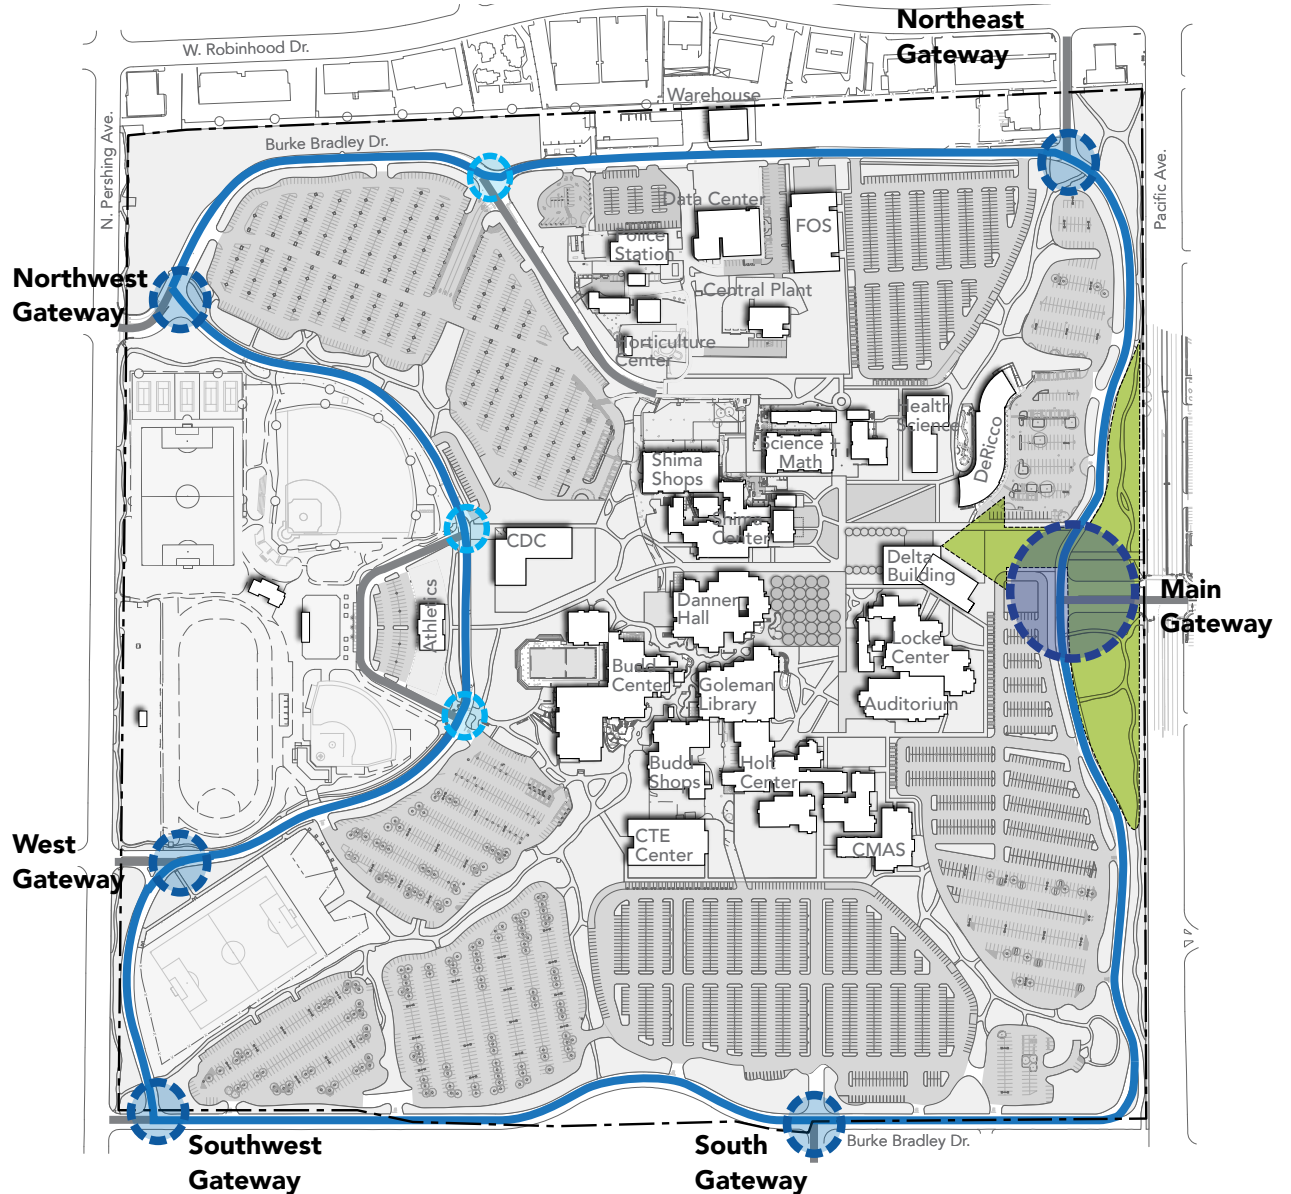 Northeast
Gateway
W. Robinhood Dr.
Warehouse
Burke Bradley Dr.
N. Pershing Ave.
Pacific Ave.
Data Center
FOS
Police
Station
Northwest
Gateway
Central Plant
Horticulture
Center
Health
Science
DeRicco
Science +
Math
Shima
Shops
Shima
Center
CDC
Delta
Building
Main
Gateway
Athletics
Danner
Hall
Locke
Center
Budd
Center
Goleman
Library
Auditorium
Budd
Shops
Holt
Center
CTE
Center
CMAS
West
Gateway
Southwest
Gateway
South
Gateway
Burke Bradley Dr.